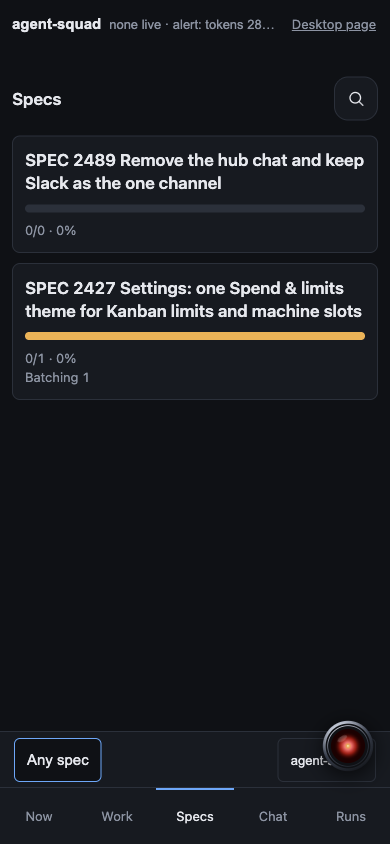 agent-squad none live · alert: tokens 28... Desktop page
Specs
SPEC 2489 Remove the hub chat and keep
Slack as the one channel
0/0 · 0%
SPEC 2427 Settings: one Spend & limits
theme for Kanban limits and machine slots
0/1 · 0%
Batching 1
Any spec
Now Work Specs Chat Runs